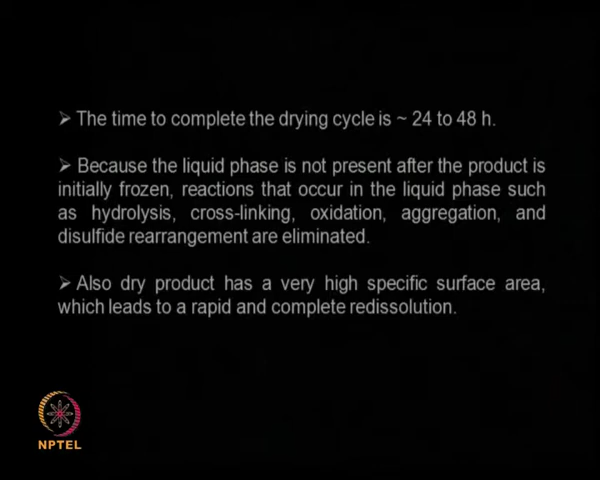 ➢ The time to complete the drying cycle is ~ 24 to 48 h.
➢ Because the liquid phase is not present after the product is
initially frozen, reactions that occur in the liquid phase such
as hydrolysis, cross-linking, oxidation, aggregation, and
disulfide rearrangement are eliminated.
➢ Also dry product has a very high specific surface area,
which leads to a rapid and complete redissolution.
NPTEL